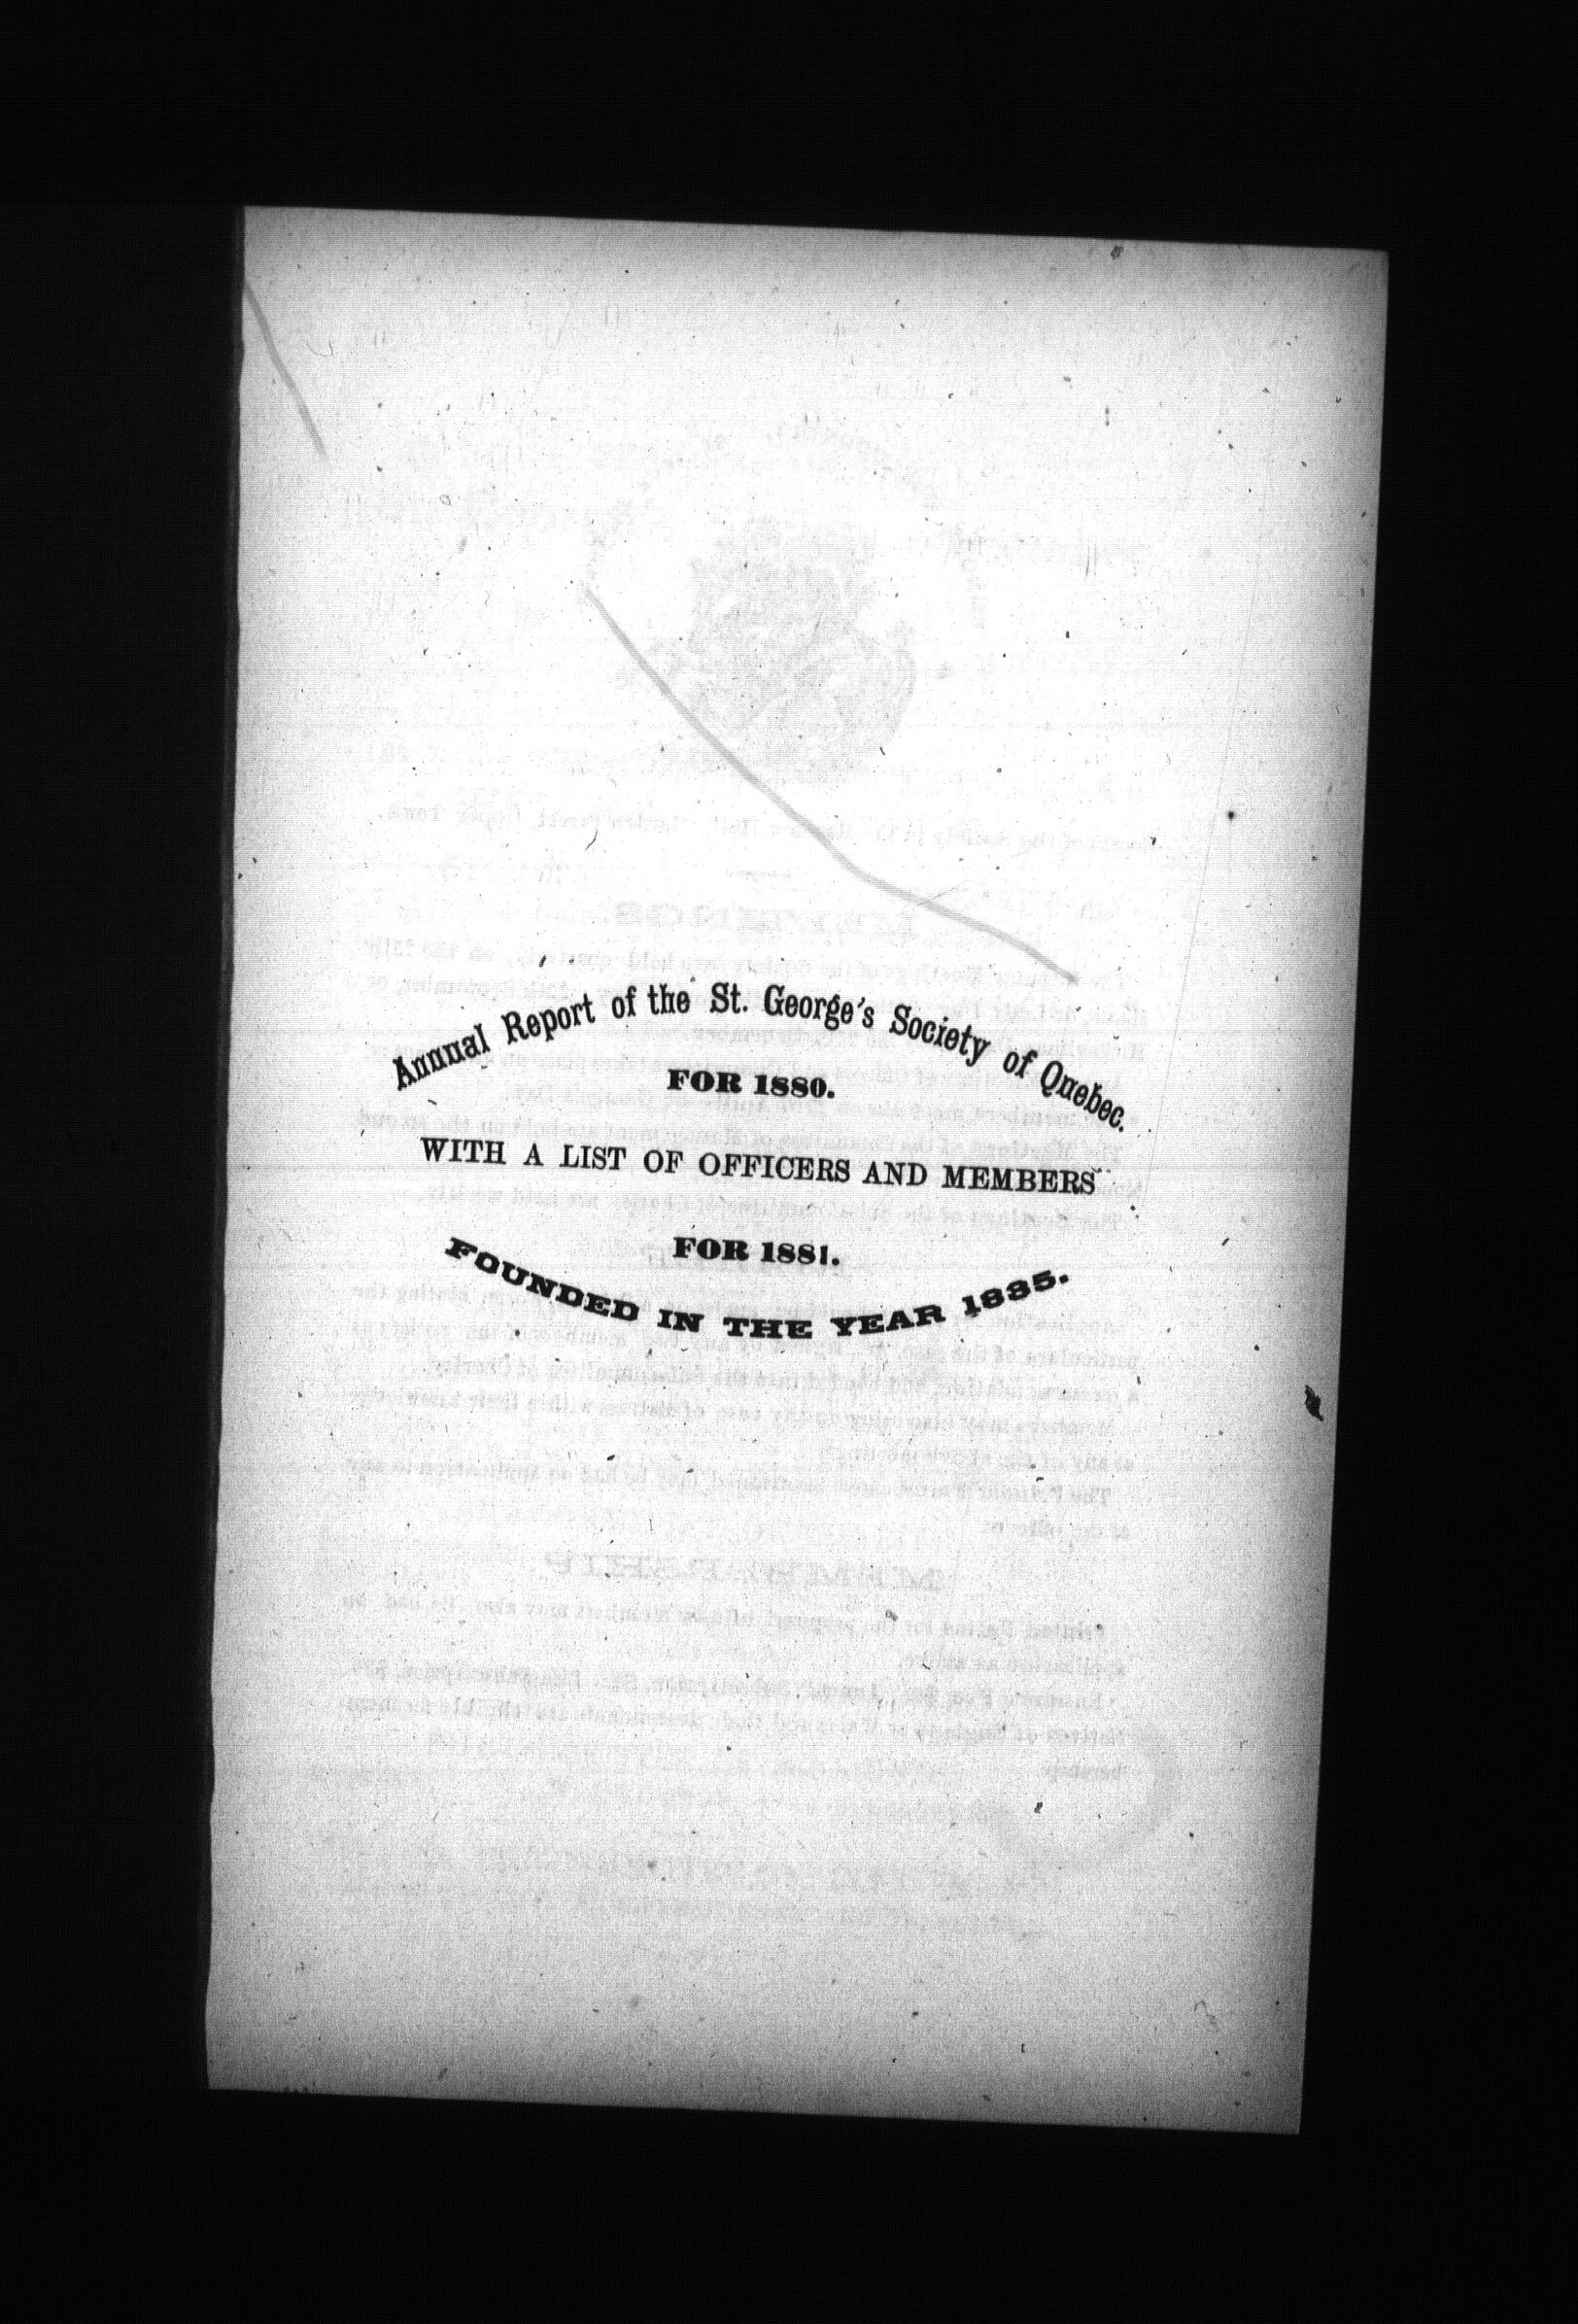 Annual Report of the St. George's Society of Quebec.
FOR 1880.
WITH A LIST OF OFFICERS AND MEMBERS
FOR 1881.
FOUNDED IN THE YEAR 1835.